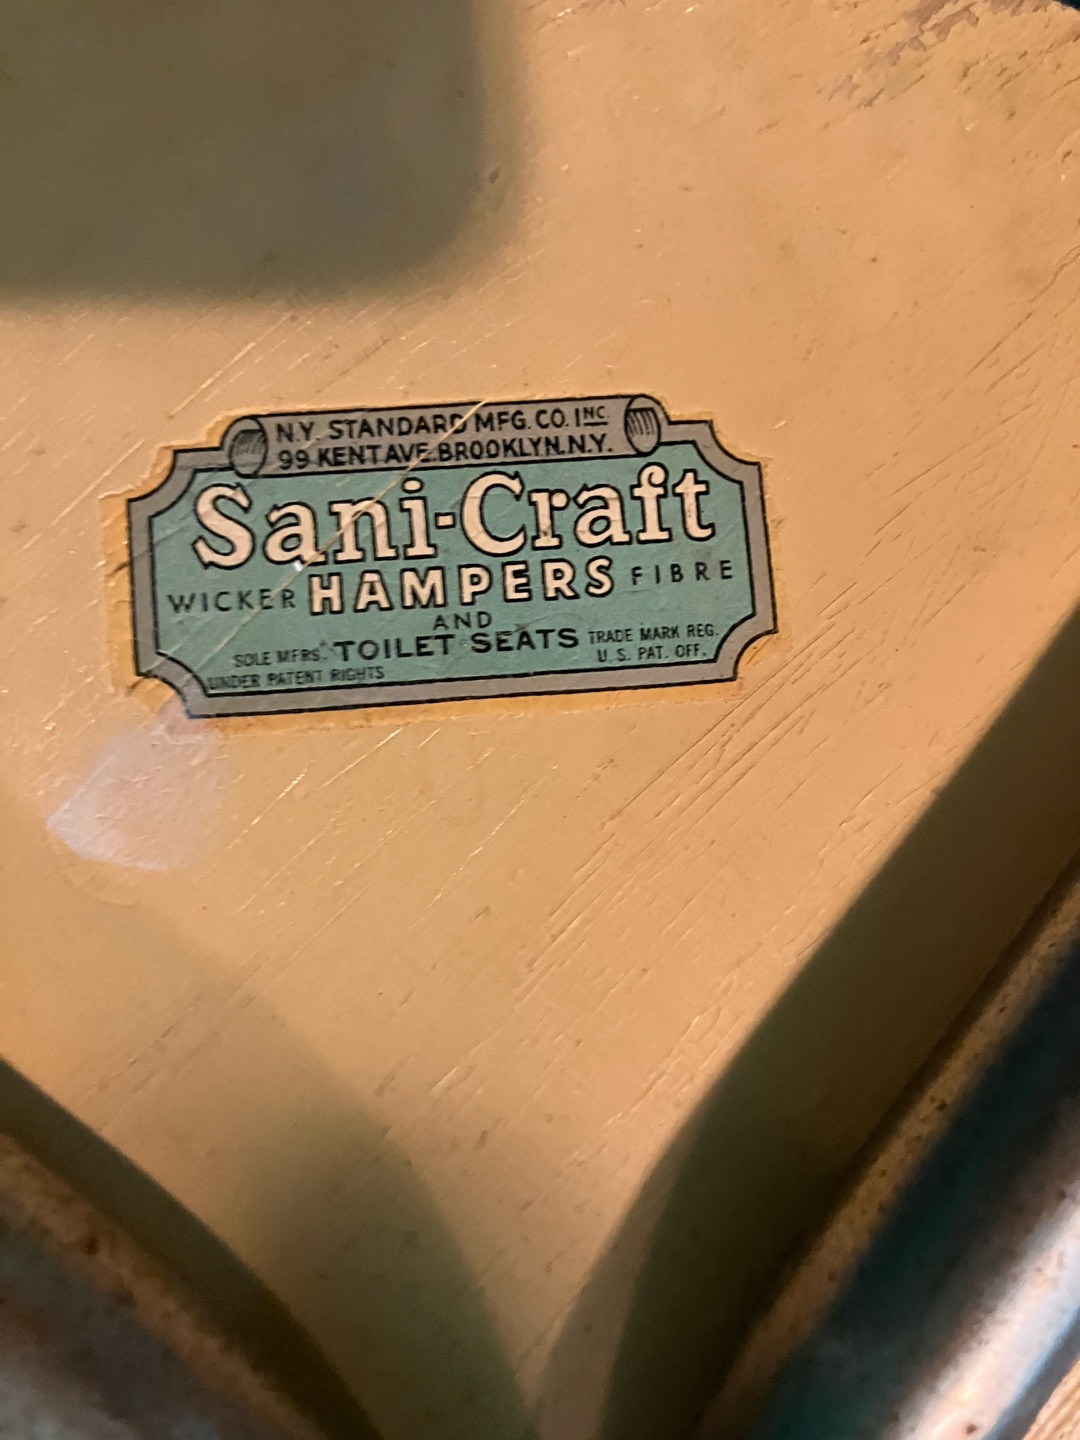 N.Y. STANDARD MFG. CO. INC.
99 KENT AVE. BROOKLYN. N.Y.
Sani-Craft
WICKER HAMPERS FIBRE
AND
SOLE MFRS. TOILET SEATS TRADE MARK REG.
UNDER PATENT RIGHTS U. S. PAT. OFF.